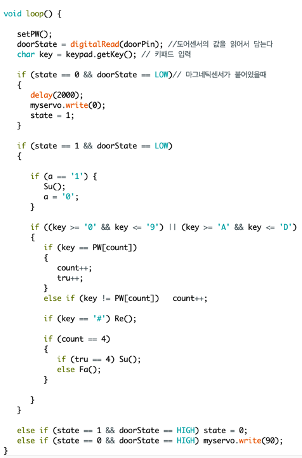 void loop() {
setPW();
doorState = digitalRead(doorPin); //도어센서의 값을 읽어서 담는다
char key = keypad.getKey(); // 키패드 입력
if (state == 0 && doorState == LOW)// 마그네틱센서가 붙어있을때
{
delay(2000);
myservo.write(0);
state = 1;
}
if (state == 1 && doorState == LOW)
{
if (a == '1') {
Su();
a = '0';
}
if ((key >= '0' && key <= '9') || (key >= 'A' && key <= 'D')
{
if (key == PW[count])
{
count++;
tru++;
}
else if (key != PW[count]) count++;
if (key == '#') Re();
if (count == 4)
{
if (tru == 4) Su();
else Fa();
}
}
}
else if (state == 1 && doorState == HIGH) state = 0;
else if (state == 0 && doorState == HIGH) myservo.write(90);
}